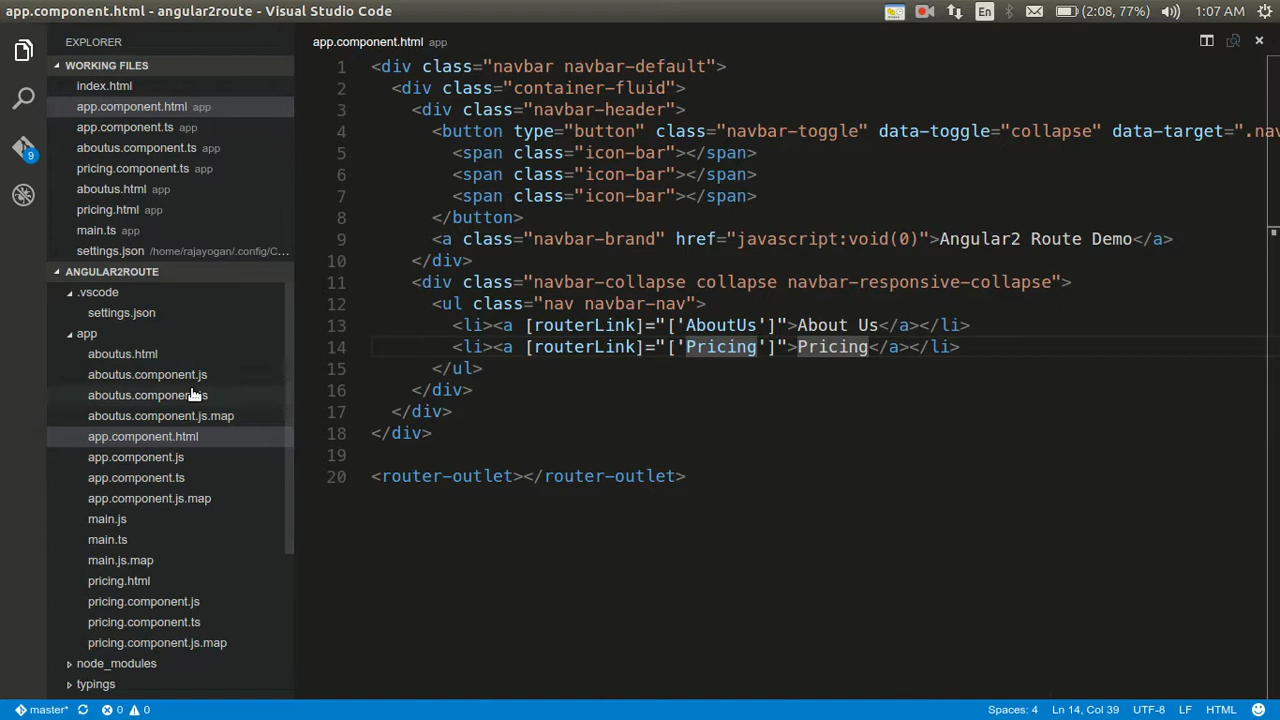 app.component.html - angular2route - Visual Studio Code
En
(2:08, 77%)
1:07 AM
EXPLORER
WORKING FILES
index.html
app.component.html app
app.component.ts app
aboutus.component.ts app
pricing.component.ts app
aboutus.html app
pricing.html app
main.ts app
settings.json /home/rajayogan/.config/C...
ANGULAR2ROUTE
.vscode
settings.json
app
aboutus.html
aboutus.component.js
aboutus.component.js.map
app.component.html
app.component.js
app.component.ts
app.component.js.map
main.js
main.ts
main.js.map
pricing.html
pricing.component.js
pricing.component.ts
pricing.component.js.map
node_modules
typings
9
app.component.html app
1 <div class="navbar navbar-default">
2 <div class="container-fluid">
3 <div class="navbar-header">
4 <button type="button" class="navbar-toggle" data-toggle="collapse" data-target=".na
5 <span class="icon-bar"></span>
6 <span class="icon-bar"></span>
7 <span class="icon-bar"></span>
8 </button>
9 <a class="navbar-brand" href="javascript:void(0)">Angular2 Route Demo</a>
10 </div>
11 <div class="navbar-collapse collapse navbar-responsive-collapse">
12 <ul class="nav navbar-nav">
13 <li><a [routerLink]="['AboutUs']">About Us</a></li>
14 <li><a [routerLink]="['Pricing']">Pricing</a></li>
15 </ul>
16 </div>
17 </div>
18 </div>
19
20 <router-outlet></router-outlet>
master*
0
0
Spaces: 4
Ln 14, Col 39
UTF-8
LF
HTML